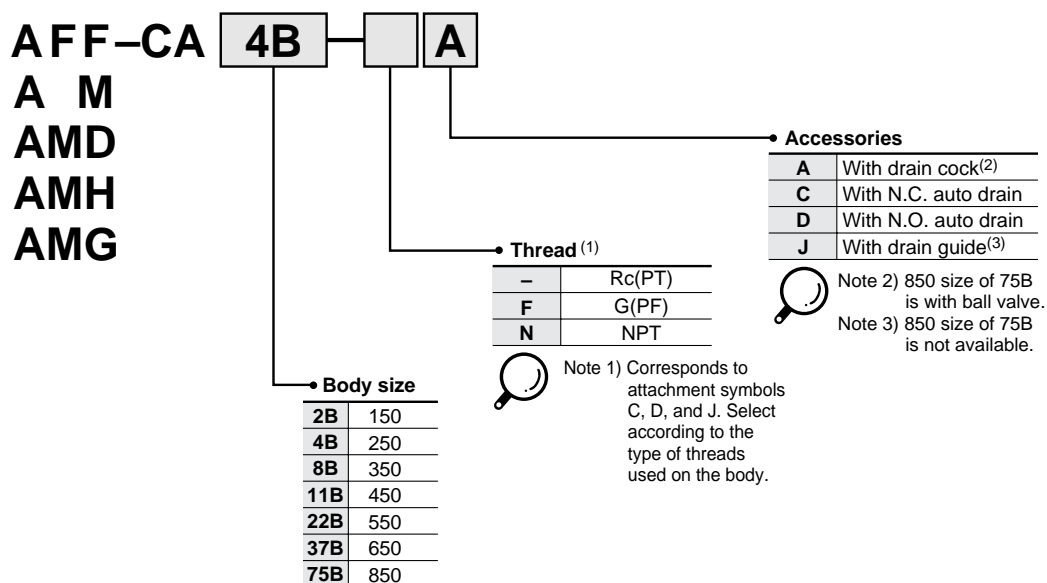 AFF–CA 4B – A
A M
AMD
AMH
AMG
Body size
2B 150
4B 250
8B 350
11B 450
22B 550
37B 650
75B 850
Thread (1)
– Rc(PT)
F G(PF)
N NPT
Note 1) Corresponds to
attachment symbols
C, D, and J. Select
according to the
type of threads
used on the body.
Accessories
A With drain cock(2)
C With N.C. auto drain
D With N.O. auto drain
J With drain guide(3)
Note 2) 850 size of 75B
is with ball valve.
Note 3) 850 size of 75B
is not available.